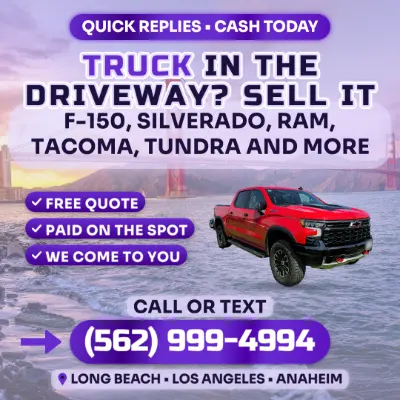 QUICK REPLIES • CASH TODAY
TRUCK IN THE
DRIVEWAY? SELL IT
F-150, SILVERADO, RAM,
TACOMA, TUNDRA AND MORE
FREE QUOTE
PAID ON THE SPOT
WE COME TO YOU
CALL OR TEXT
(562) 999-4994
LONG BEACH • LOS ANGELES • ANAHEIM